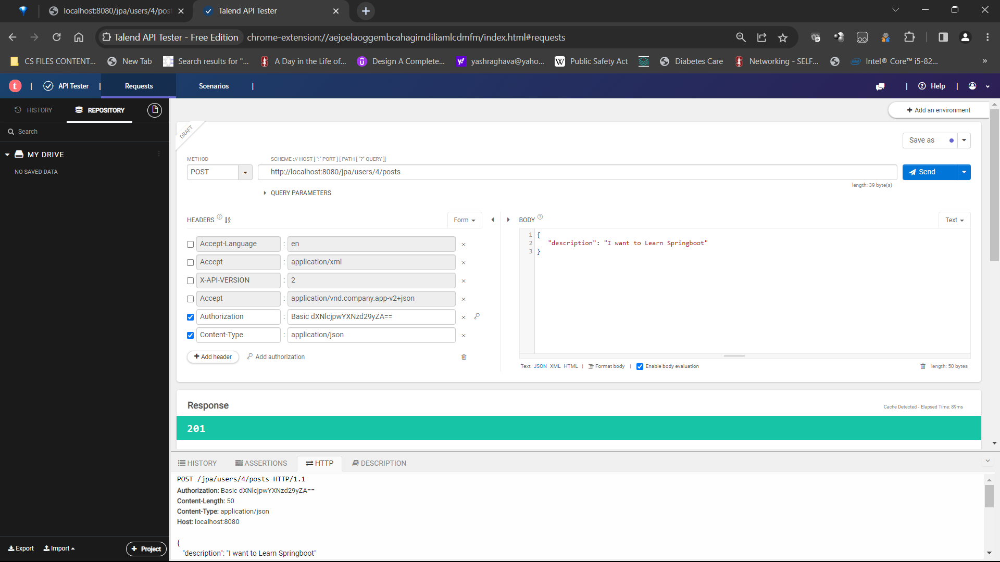 localhost:8080/jpa/users/4/post
Talend API Tester
Talend API Tester - Free Edition
chrome-extension://aejoelaoggembcahagimdiliamlcdmfm/index.html#requests
CS FILES CONTENT...
New Tab
Search results for "...
A Day in the Life of...
Design A Complete...
yashraghava@yaho...
Public Safety Act
Diabetes Care
Networking - SELF...
Intel® Core™ i5-82...
»
t | API Tester | Requests Scenarios |
| Help |
HISTORY
REPOSITORY
Search
MY DRIVE
NO SAVED DATA
+ Add an environment
DRAFT
Save as
METHOD
SCHEME :// HOST [ ":" PORT ] [ PATH [ "?" QUERY ]]
POST
http://localhost:8080/jpa/users/4/posts
Send
length: 39 byte(s)
QUERY PARAMETERS
HEADERS
Form
BODY
Text
Accept-Language : en
Accept : application/xml
X-API-VERSION : 2
Accept : application/vnd.company.app-v2+json
Authorization : Basic dXNlcjpwYXNzd29yZA==
Content-Type : application/json
+ Add header
Add authorization
1 {
2 "description": "I want to Learn Springboot"
3 }
Text JSON XML HTML | Format body | Enable body evaluation
length: 50 bytes
Response
Cache Detected - Elapsed Time: 89ms
201
HISTORY
ASSERTIONS
HTTP
DESCRIPTION
POST /jpa/users/4/posts HTTP/1.1
Authorization: Basic dXNlcjpwYXNzd29yZA==
Content-Length: 50
Content-Type: application/json
Host: localhost:8080
{
"description": "I want to Learn Springboot"
Export
Import
+ Project